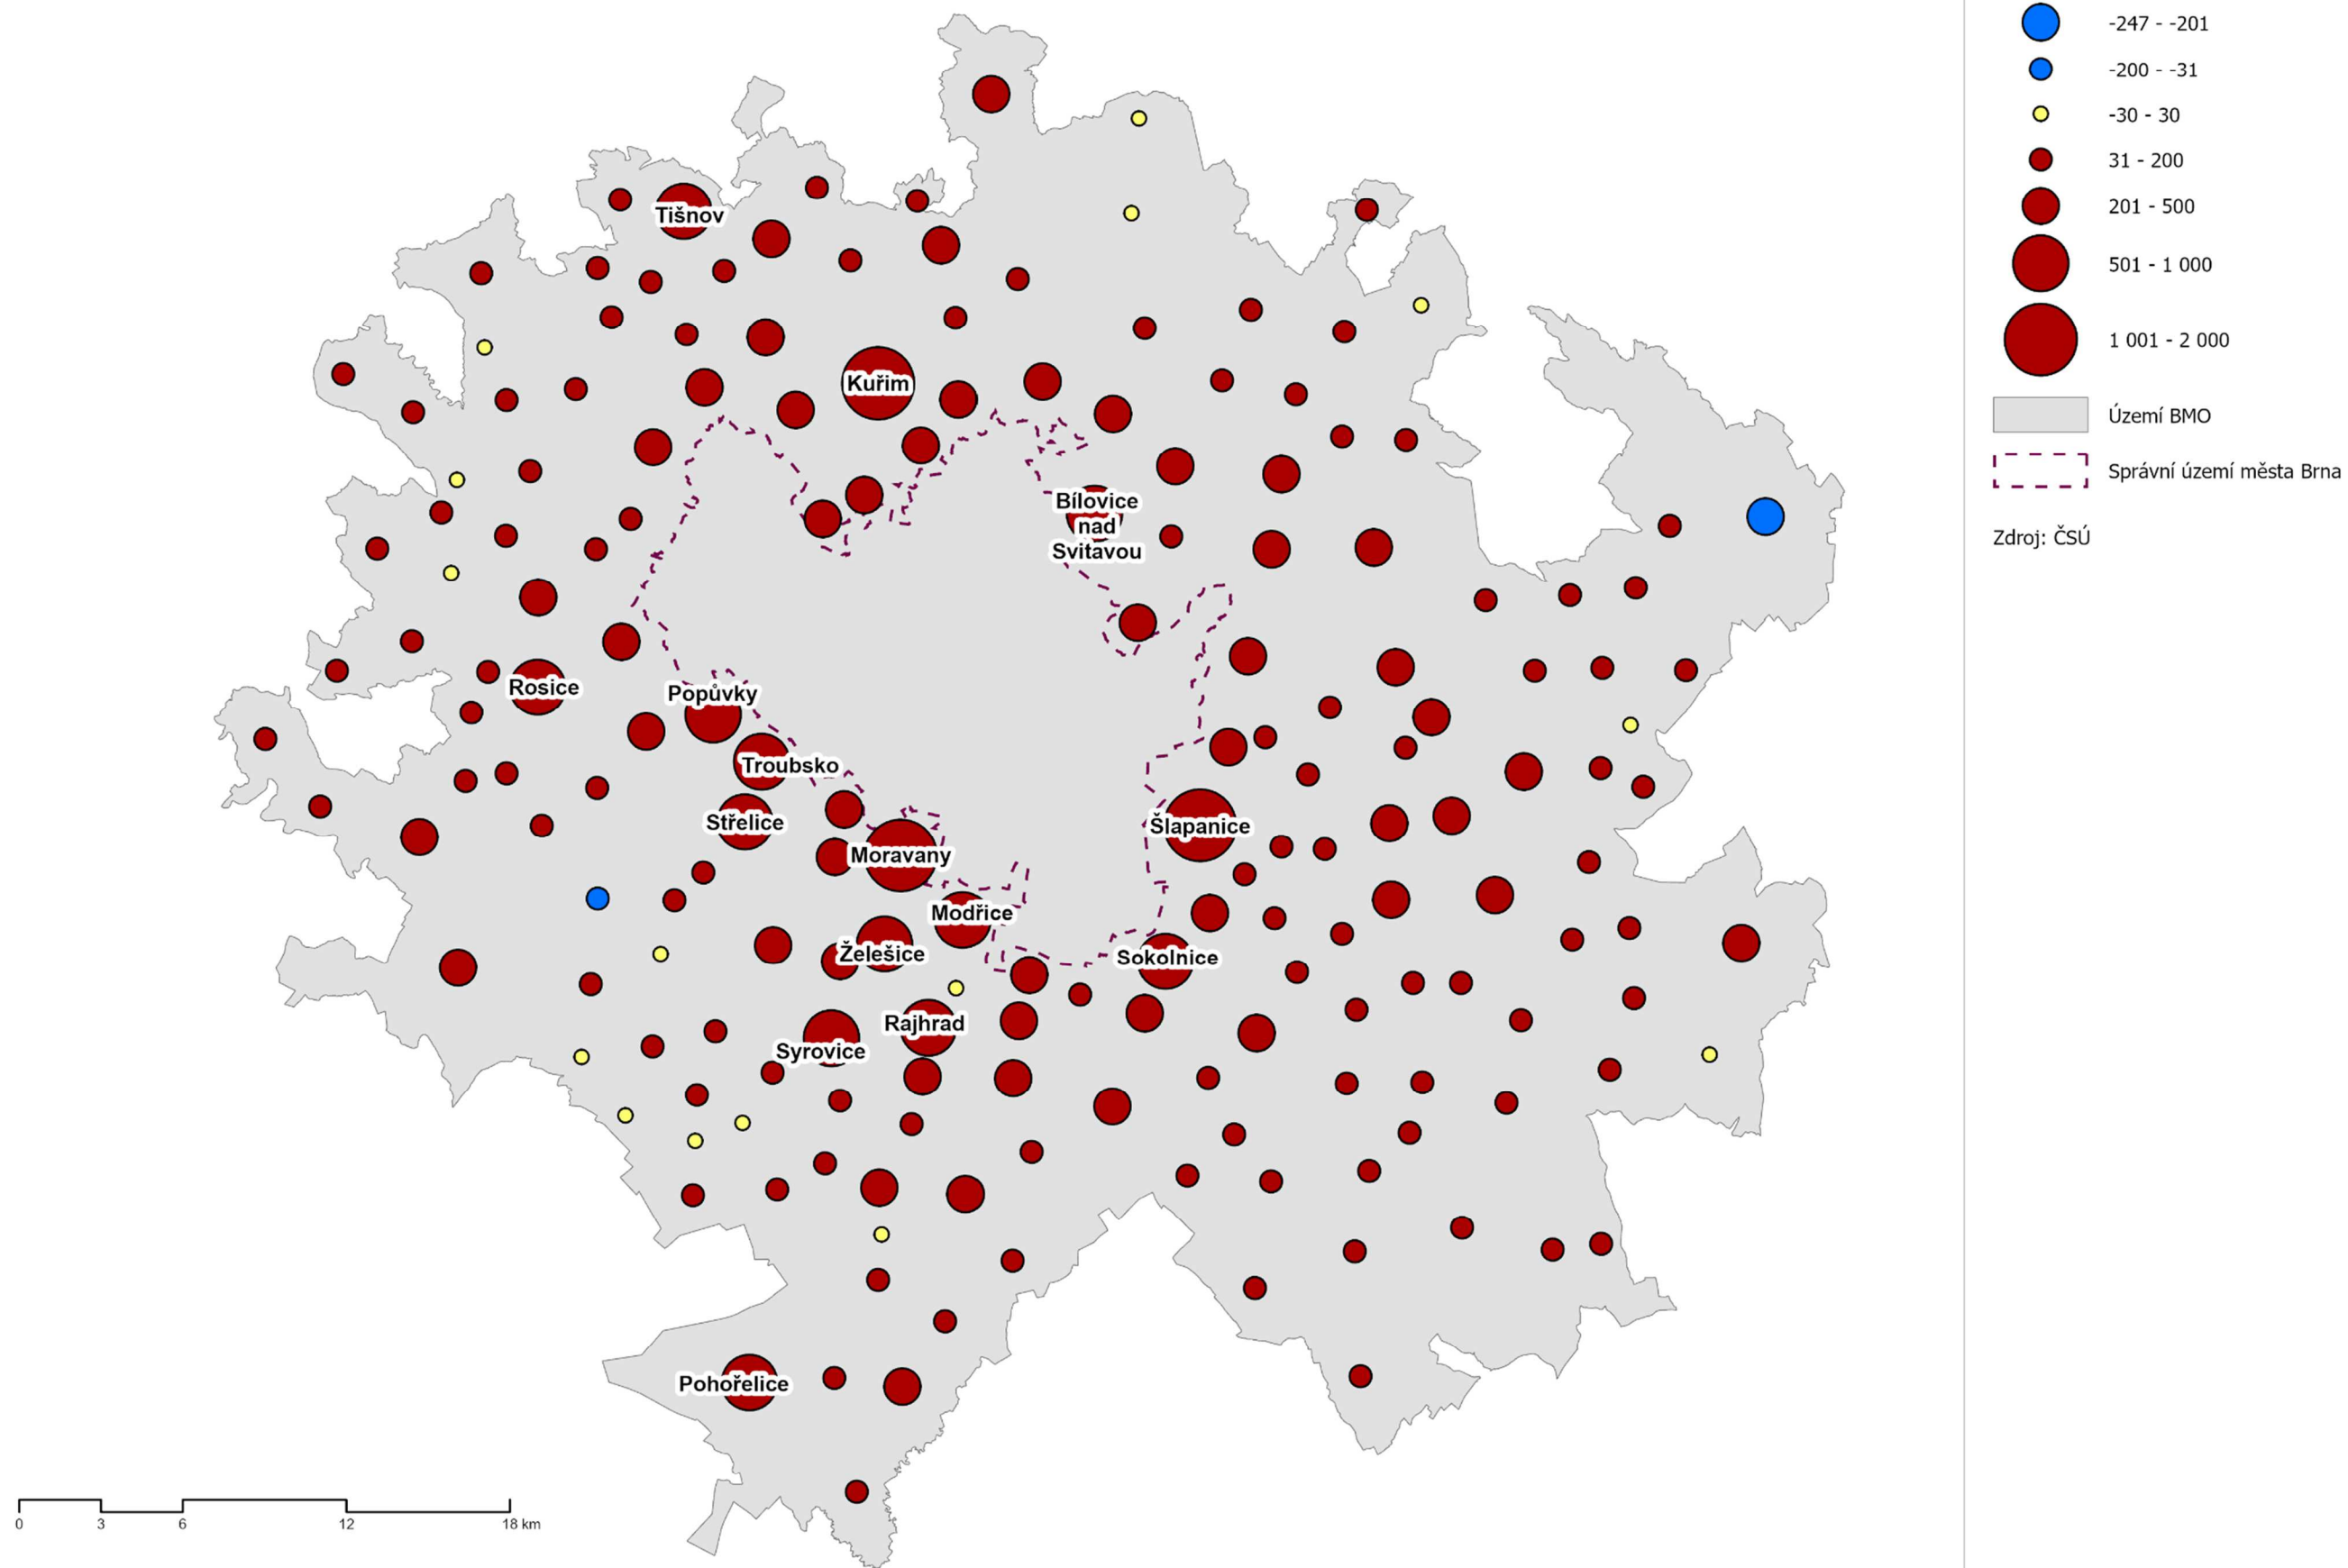 Tišnov
Kuřim
Bílovice
nad
Svitavou
Rosice
Popůvky
Troubsko
Střelice
Šlapanice
Moravany
Modřice
Želešice
Sokolnice
Rajhrad
Syrovice
Pohořelice
0 3 6 12 18 km
-247 - -201
-200 - -31
-30 - 30
31 - 200
201 - 500
501 - 1 000
1 001 - 2 000
Území BMO
Správní území města Brna
Zdroj: ČSÚ